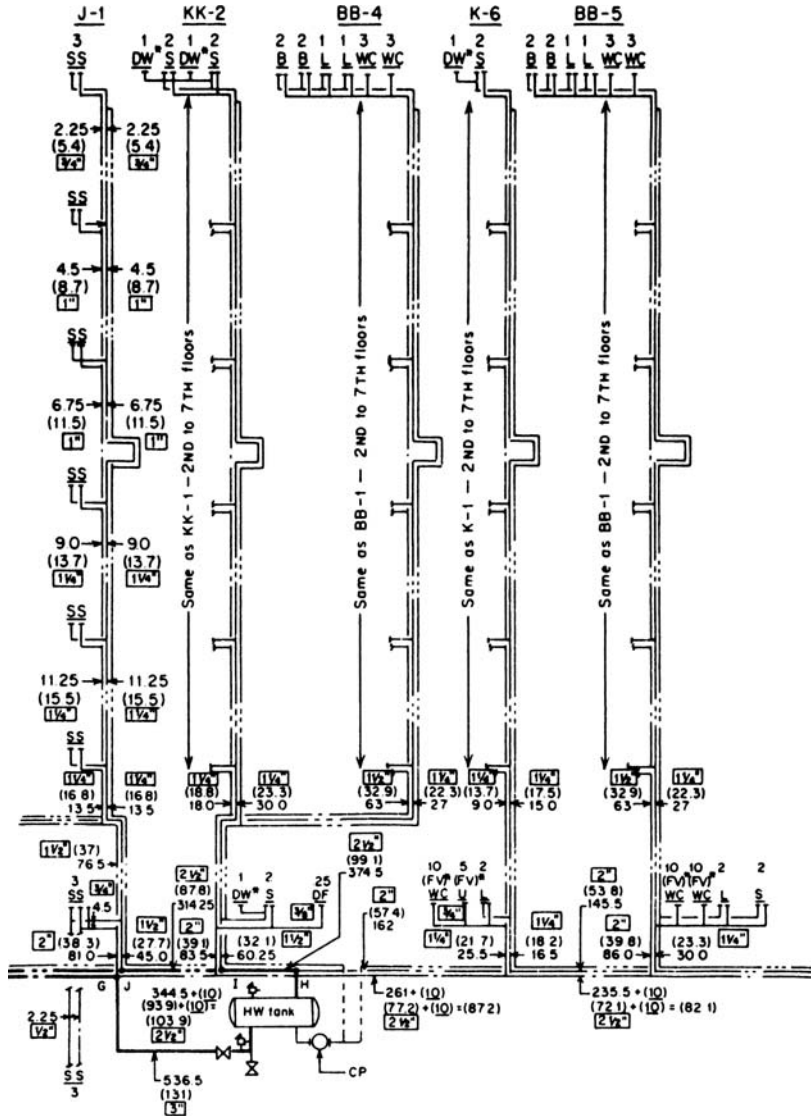 J-1 KK-2 BB-4 K-6 BB-5
3 1 2 1 2 2 2 1 1 3 3 1 2 2 2 1 1 3 3
SS DW* S DW* S B B L L WC WC DW* S B B L L WC WC
2.25 2.25
(5.4) (5.4)
3/4" 3/4"
SS
4.5 4.5
(8.7) (8.7)
1" 1"
SS
6.75 6.75
(11.5) (11.5)
1" 1"
SS
9.0 9.0
(13.7) (13.7)
1¼" 1¼"
SS
11.25 11.25
(15.5) (15.5)
1¼" 1¼"
SS
Same as KK-1 — 2ND to 7TH floors
Same as BB-1 — 2ND to 7TH floors
Same as K-1 — 2ND to 7TH floors
Same as BB-1 — 2ND to 7TH floors
1¼" 1¼" 1¼" 1¼" 1½" 1¼" 1¼" 1¼" 1½" 1¼"
(16.8) (16.8) (18.8) (23.3) (32.9) (22.3) (13.7) (17.5) (32.9) (22.3)
13.5 13.5 18.0 30.0 63 27 9.0 15.0 63 27
1½" (37)
76.5
2½"
(87.8)
314.25
2½"
(99.1)
374.5
3
SS
3/4"
4.5
1 2 25
DW* S DF
3/8"
2"
(57.4)
162
10 5 2
(FV)* (FV)*
WC U L
3/4"
2"
(53.8)
145.5
10 10 2 2
(FV)* (FV)*
WC WC L S
2" (38.3)
81.0
1½"
(27.7)
45.0
2"
(39.1)
83.5
(32.1) 1½"
60.25
1¼" (21.7)
25.5
1¼"
(18.2)
16.5
2"
(39.8)
86.0
(23.3) 1¼"
30.0
G J I H
344.5+(10)
(93.9)+(10)=
(103.9)
2½"
HW tank
261+(10)
(77.2)+(10)=(87.2)
2½"
235.5+(10)
(72.1)+(10)=(82.1)
2½"
2.25
½"
SS
3
536.5
(131)
3"
CP